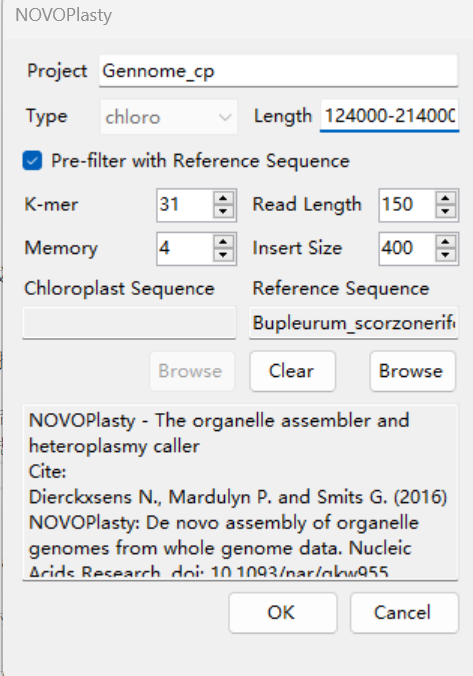 NOVOPlasty
Project Gennome_cp
Type chloro Length 124000-214000
Pre-filter with Reference Sequence
K-mer 31 Read Length 150
Memory 4 Insert Size 400
Chloroplast Sequence Reference Sequence
Bupleurum_scorzonerif
Browse Clear Browse
NOVOPlasty - The organelle assembler and
heteroplasmy caller
Cite:
Dierckxsens N., Mardulyn P. and Smits G. (2016)
NOVOPlasty: De novo assembly of organelle
genomes from whole genome data. Nucleic
Acids Research, doi: 10.1093/nar/gkw955
OK Cancel